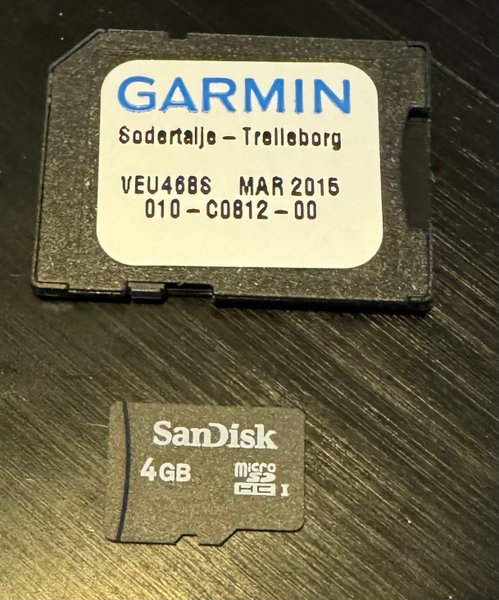 GARMIN
Sodertalje – Trelleborg
VEU468S MAR 2015
010 – C0812 – 00
SanDisk
4GB
micro
SD
HC I